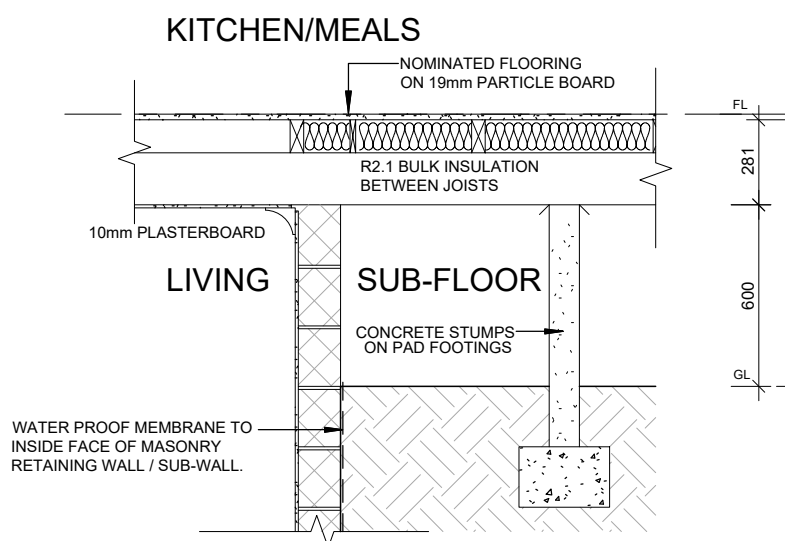 KITCHEN/MEALS
NOMINATED FLOORING
ON 19mm PARTICLE BOARD
FL
281
R2.1 BULK INSULATION
BETWEEN JOISTS
10mm PLASTERBOARD
LIVING
SUB-FLOOR
600
CONCRETE STUMPS
ON PAD FOOTINGS
GL
WATER PROOF MEMBRANE TO
INSIDE FACE OF MASONRY
RETAINING WALL / SUB-WALL.